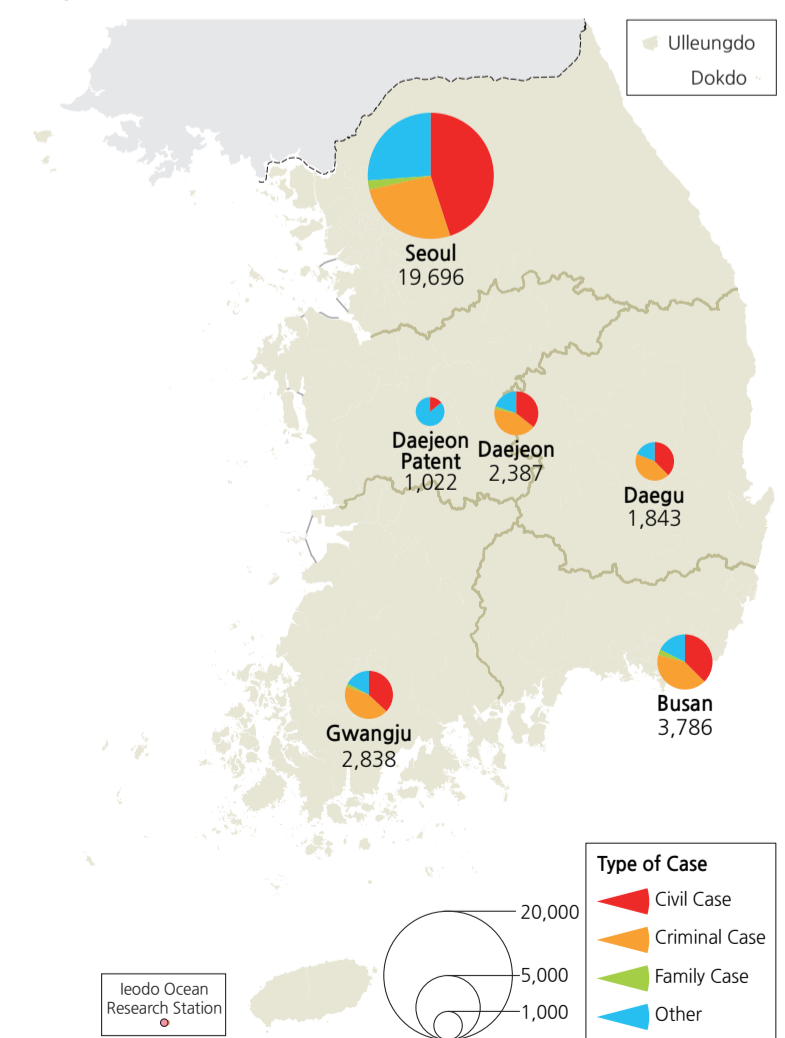 Ulleungdo
Dokdo
Seoul
19,696
Daejeon
Patent
1,022
Daejeon
2,387
Daegu
1,843
Busan
3,786
Gwangju
2,838
Type of Case
Civil Case
Criminal Case
Family Case
Other
20,000
5,000
1,000
Ieodo Ocean
Research Station